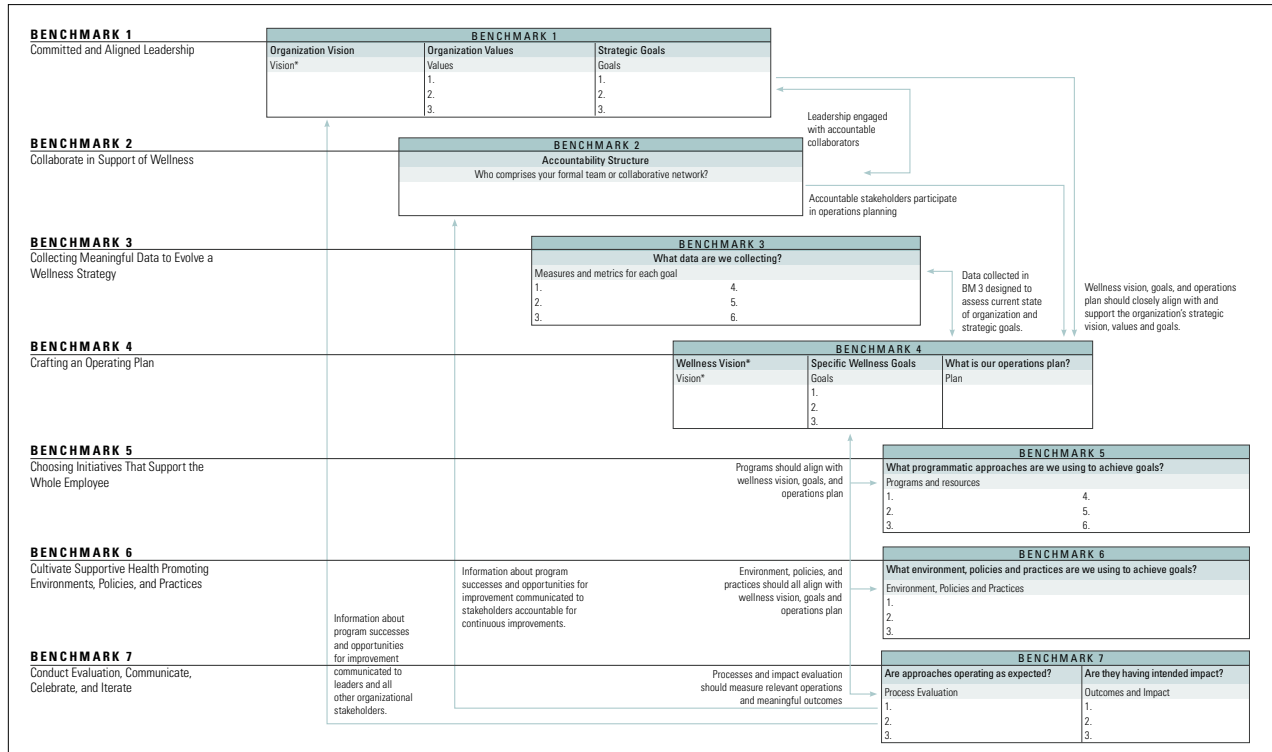 BENCHMARK 1
Committed and Aligned Leadership
BENCHMARK 1
Organization Vision
Vision*
Organization Values
Values
1.
2.
3.
Strategic Goals
Goals
1.
2.
3.
Leadership engaged
with accountable
collaborators
BENCHMARK 2
Collaborate in Support of Wellness
BENCHMARK 2
Accountability Structure
Who comprises your formal team or collaborative network?
Accountable stakeholders participate
in operations planning
BENCHMARK 3
Collecting Meaningful Data to Evolve a
Wellness Strategy
BENCHMARK 3
What data are we collecting?
Measures and metrics for each goal
1.
2.
3.
4.
5.
6.
Data collected in
BM 3 designed to
assess current state
of organization and
strategic goals.
Wellness vision, goals, and operations
plan should closely align with and
support the organization's strategic
vision, values and goals.
BENCHMARK 4
Crafting an Operating Plan
BENCHMARK 4
Wellness Vision*
Vision*
Specific Wellness Goals
Goals
1.
2.
3.
What is our operations plan?
Plan
BENCHMARK 5
Choosing Initiatives That Support the
Whole Employee
Programs should align with
wellness vision, goals, and
operations plan
BENCHMARK 5
What programmatic approaches are we using to achieve goals?
Programs and resources
1.
2.
3.
4.
5.
6.
BENCHMARK 6
Cultivate Supportive Health Promoting
Environments, Policies, and Practices
Information about program
successes and opportunities for
improvement communicated to
stakeholders accountable for
continuous improvements.
Environment, policies, and
practices should all align with
wellness vision, goals and
operations plan
BENCHMARK 6
What environment, policies and practices are we using to achieve goals?
Environment, Policies and Practices
1.
2.
3.
Information about
program successes
and opportunities
for improvement
communicated to
leaders and all
other organizational
stakeholders.
BENCHMARK 7
Conduct Evaluation, Communicate,
Celebrate, and Iterate
Processes and impact evaluation
should measure relevant operations
and meaningful outcomes
BENCHMARK 7
Are approaches operating as expected?
Process Evaluation
1.
2.
3.
Are they having intended impact?
Outcomes and Impact
1.
2.
3.